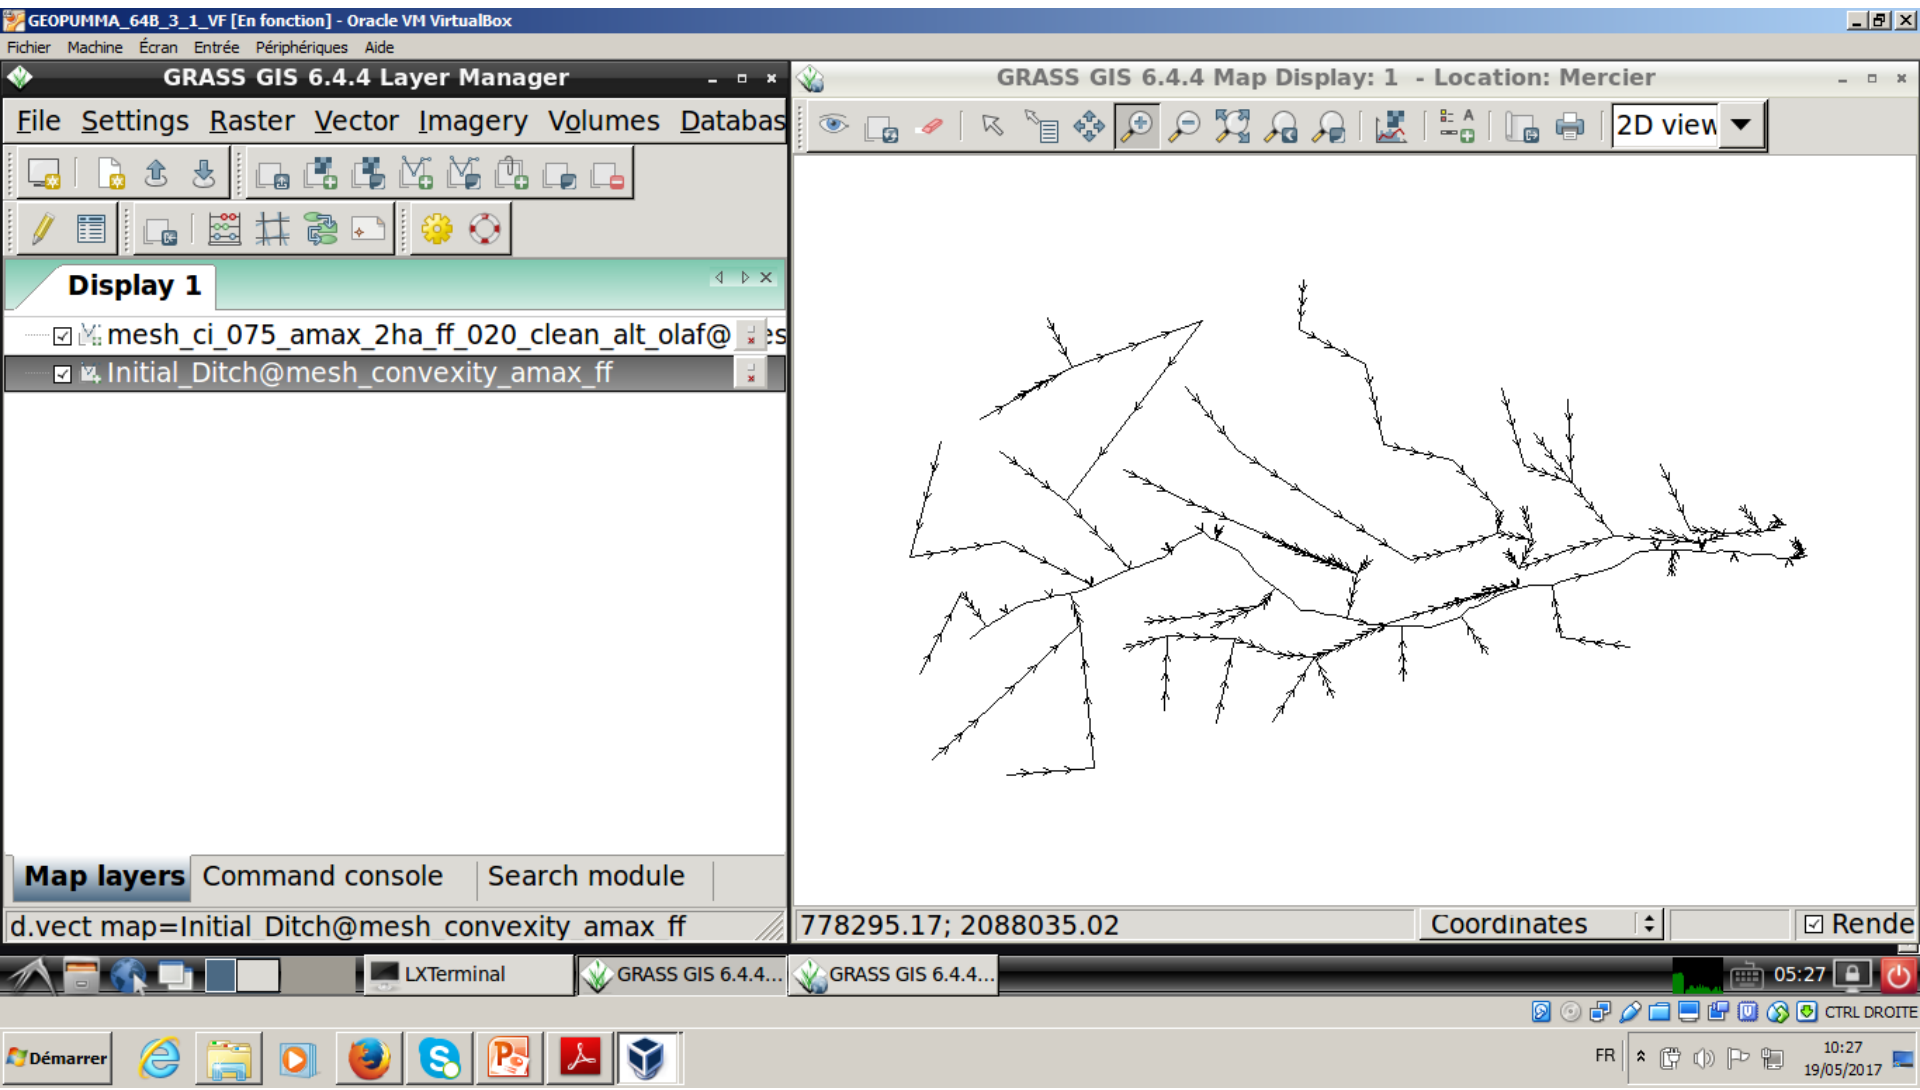 GEOPUMMA_64B_3_1_VF [En fonction] - Oracle VM VirtualBox
Fichier Machine Écran Entrée Périphériques Aide
GRASS GIS 6.4.4 Layer Manager
GRASS GIS 6.4.4 Map Display: 1 - Location: Mercier
File Settings Raster Vector Imagery Volumes Databas
2D view
Display 1
mesh_ci_075_amax_2ha_ff_020_clean_alt_olaf@
Initial_Ditch@mesh_convexity_amax_ff
Map layers Command console Search module
d.vect map=Initial_Ditch@mesh_convexity_amax_ff
778295.17; 2088035.02
Coordinates
Rende
LXTerminal
GRASS GIS 6.4.4...
GRASS GIS 6.4.4...
05:27
CTRL DROITE
Démarrer
FR
10:27
19/05/2017